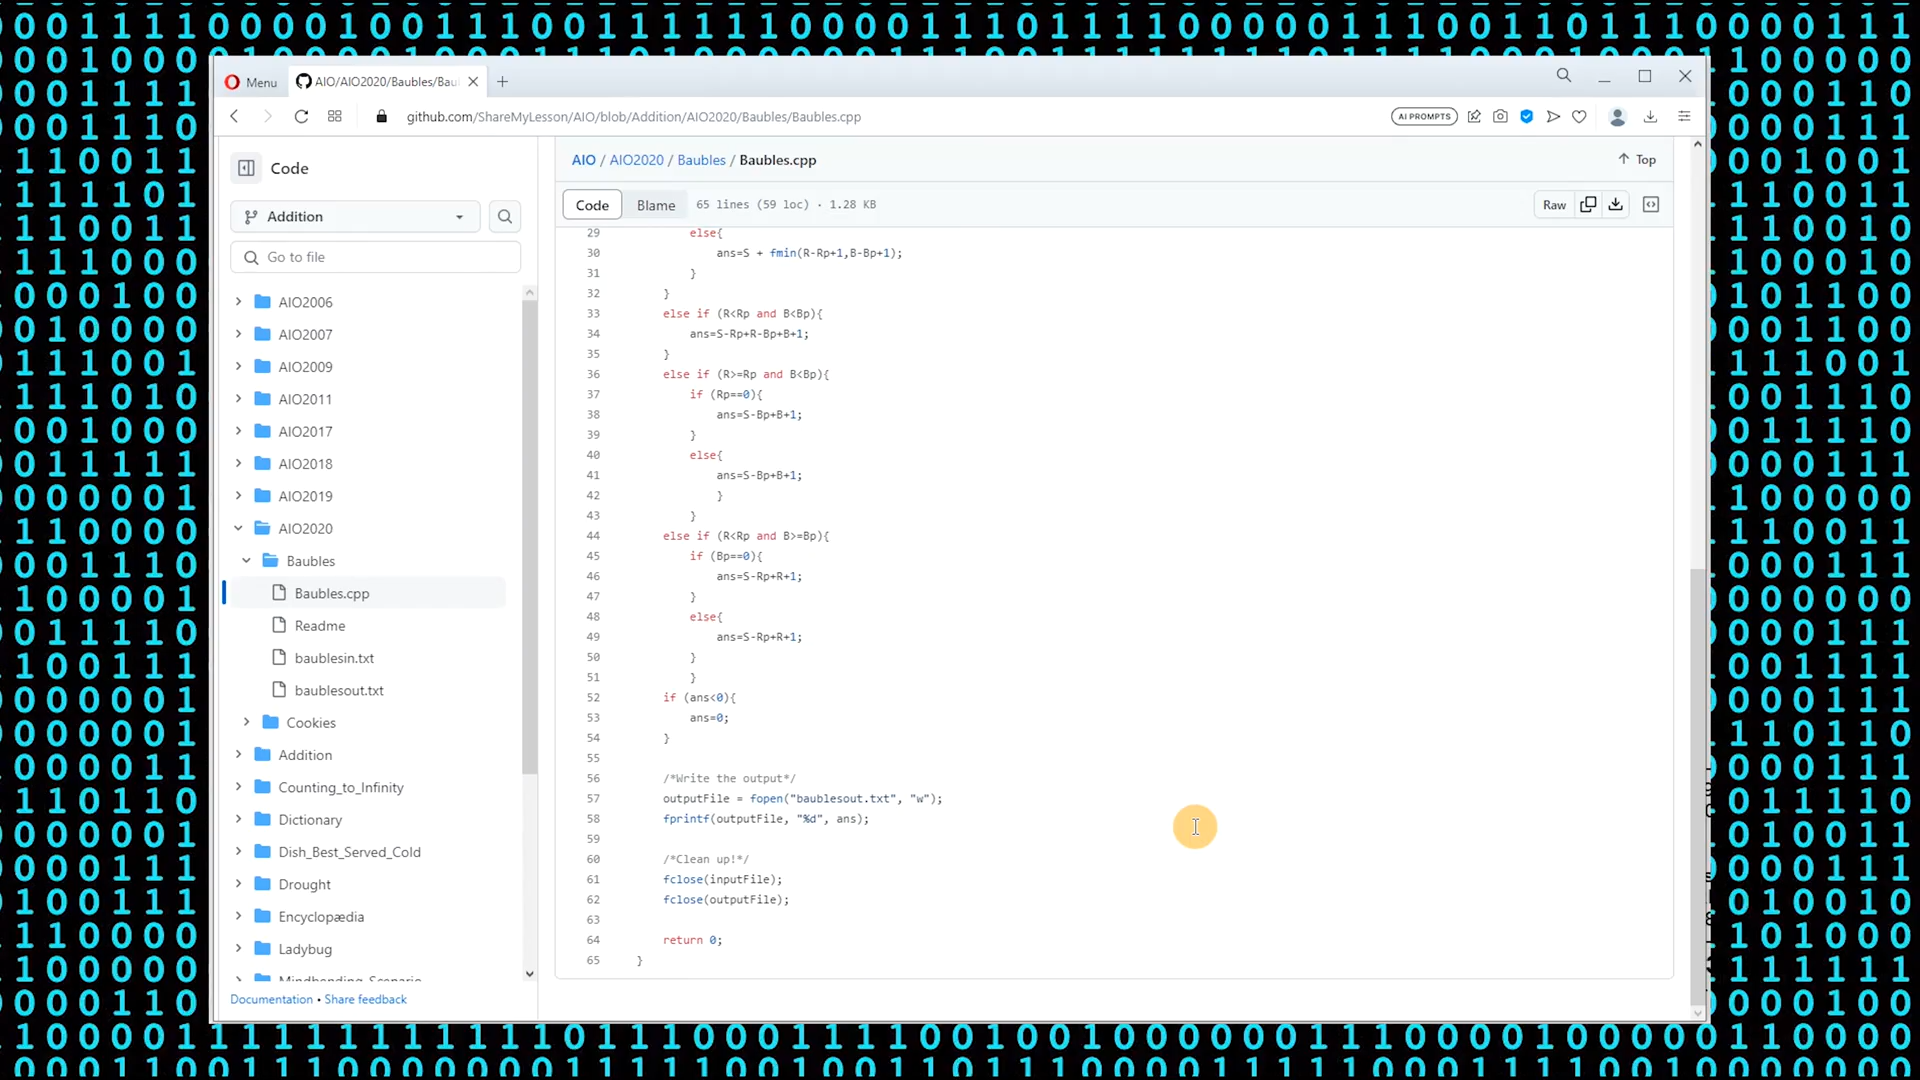 Menu
AIO/AIO2020/Baubles/Bau
github.com/ShareMyLesson/AIO/blob/Addition/AIO2020/Baubles/Baubles.cpp
AI PROMPTS
Code
Addition
Go to file
AIO2006
AIO2007
AIO2009
AIO2011
AIO2017
AIO2018
AIO2019
AIO2020
Baubles
Baubles.cpp
Readme
baublesin.txt
baublesout.txt
Cookies
Addition
Counting_to_Infinity
Dictionary
Dish_Best_Served_Cold
Drought
Encyclopædia
Ladybug
Mindbending_Scenario
Documentation • Share feedback
AIO / AIO2020 / Baubles / Baubles.cpp
Top
Code
Blame
65 lines (59 loc) · 1.28 KB
Raw
29 else{
30 ans=S + fmin(R-Rp+1,B-Bp+1);
31 }
32 }
33 else if (R<Rp and B<Bp){
34 ans=S-Rp+R-Bp+B+1;
35 }
36 else if (R>=Rp and B<Bp){
37 if (Rp==0){
38 ans=S-Bp+B+1;
39 }
40 else{
41 ans=S-Bp+B+1;
42 }
43 }
44 else if (R<Rp and B>=Bp){
45 if (Bp==0){
46 ans=S-Rp+R+1;
47 }
48 else{
49 ans=S-Rp+R+1;
50 }
51 }
52 if (ans<0){
53 ans=0;
54 }
55
56 /*Write the output*/
57 outputFile = fopen("baublesout.txt", "w");
58 fprintf(outputFile, "%d", ans);
59
60 /*Clean up!*/
61 fclose(inputFile);
62 fclose(outputFile);
63
64 return 0;
65 }